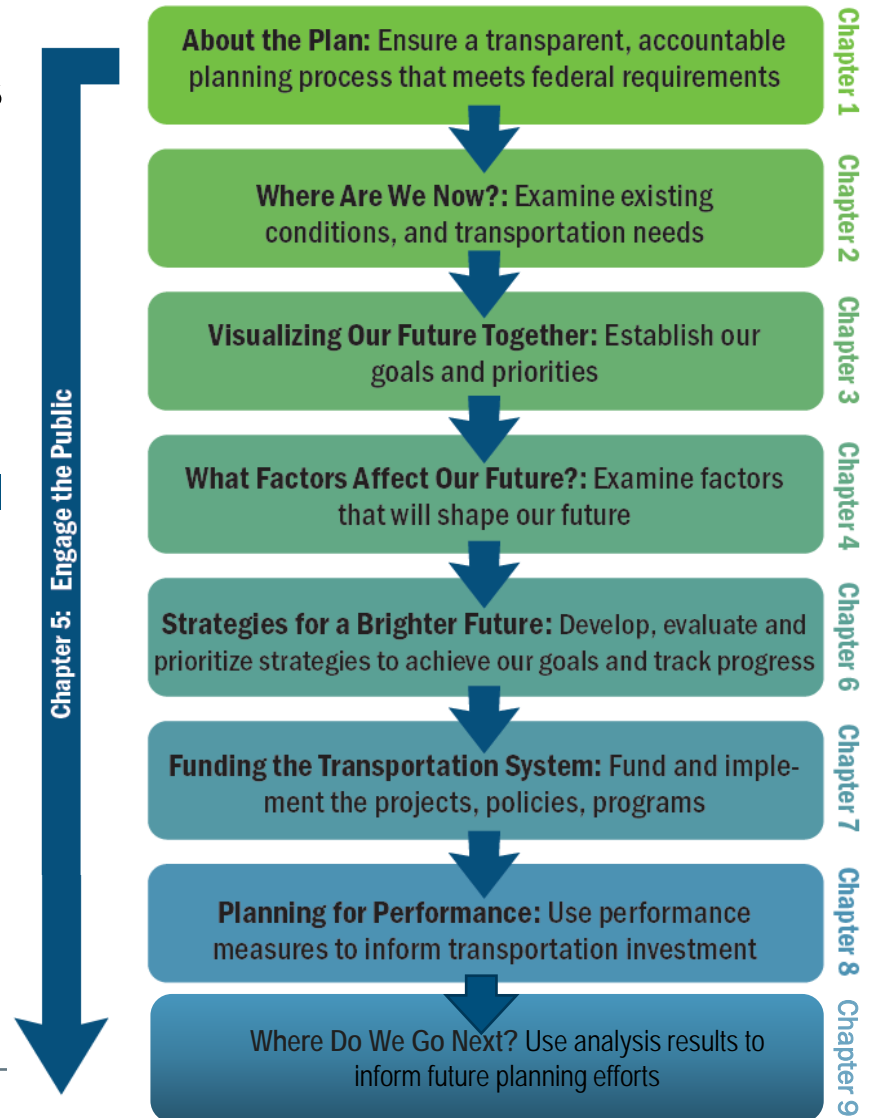 About the Plan: Ensure a transparent, accountable
planning process that meets federal requirements
Chapter 1
Where Are We Now?: Examine existing
conditions, and transportation needs
Chapter 2
Visualizing Our Future Together: Establish our
goals and priorities
Chapter 3
What Factors Affect Our Future?: Examine factors
that will shape our future
Chapter 4
Chapter 5: Engage the Public
Strategies for a Brighter Future: Develop, evaluate and
prioritize strategies to achieve our goals and track progress
Chapter 6
Funding the Transportation System: Fund and imple-
ment the projects, policies, programs
Chapter 7
Planning for Performance: Use performance
measures to inform transportation investment
Chapter 8
Where Do We Go Next? Use analysis results to
inform future planning efforts
Chapter 9